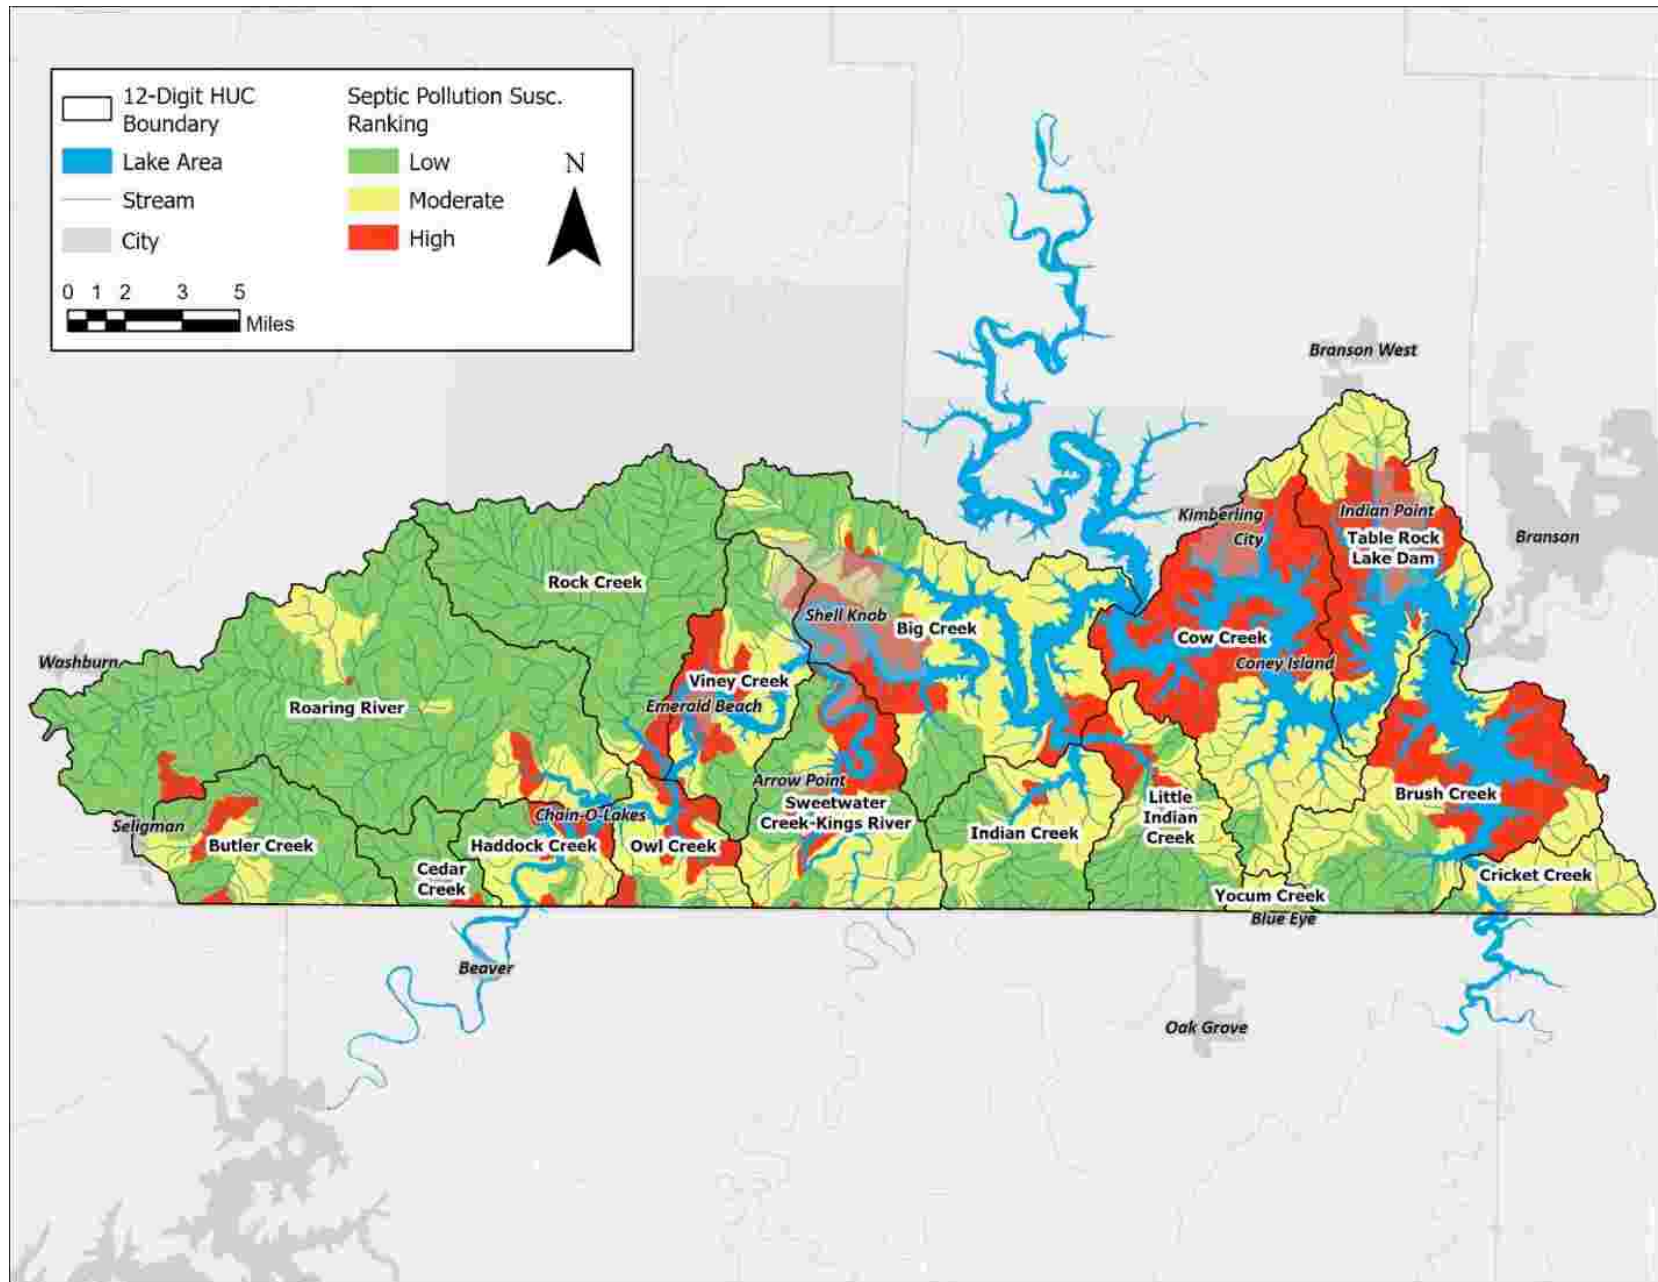 12-Digit HUC
Boundary
Lake Area
Stream
City
Septic Pollution Susc.
Ranking
Low
Moderate
High
N
0 1 2 3 5
Miles
Branson West
Kimberling
City
Indian Point
Table Rock
Lake Dam
Branson
Rock Creek
Shell Knob
Big Creek
Cow Creek
Coney Island
Washburn
Roaring River
Viney Creek
Emerald Beach
Arrow Point
Sweetwater
Creek-Kings River
Seligman
Butler Creek
Chain-O-Lakes
Haddock Creek
Owl Creek
Cedar
Creek
Indian Creek
Little
Indian
Creek
Brush Creek
Cricket Creek
Yocum Creek
Blue Eye
Beaver
Oak Grove